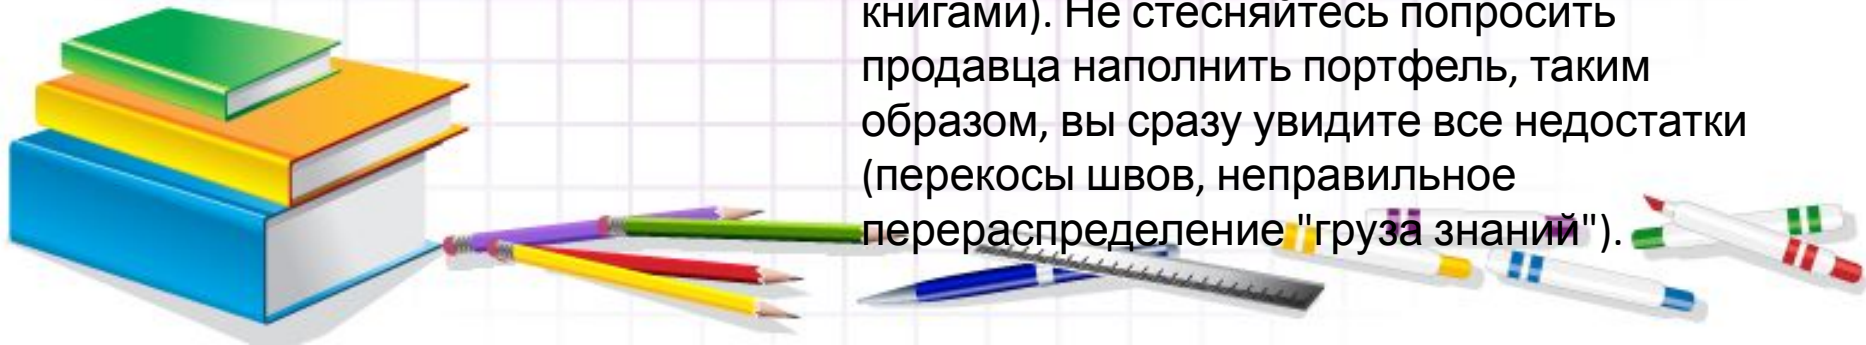 книгами). Не стесняйтесь попросить
продавца наполнить портфель, таким
образом, вы сразу увидите все недостатки
(перекосы швов, неправильное
перераспределение "груза знаний").